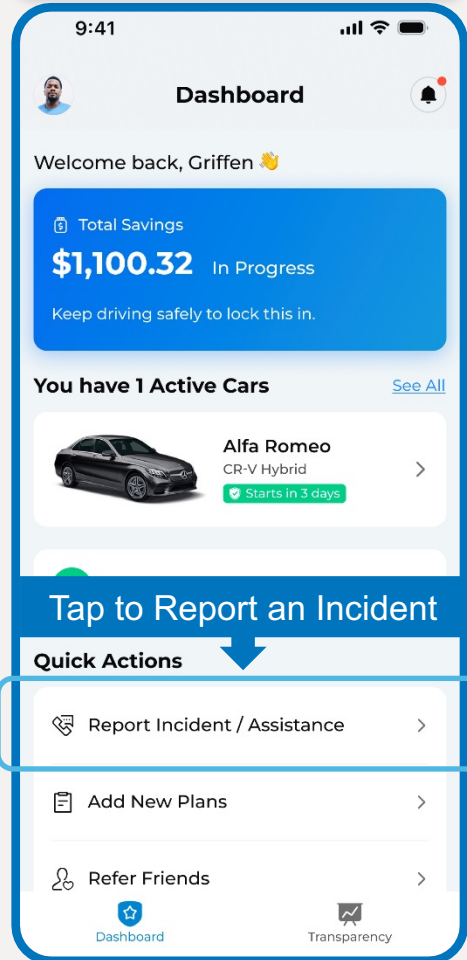 9:41
Dashboard
Welcome back, Griffen 👋
Total Savings
$1,100.32 In Progress
Keep driving safely to lock this in.
You have 1 Active Cars See All
Alfa Romeo
CR-V Hybrid
Starts in 3 days
Tap to Report an Incident
Quick Actions
Report Incident / Assistance
Add New Plans
Refer Friends
Dashboard Transparency